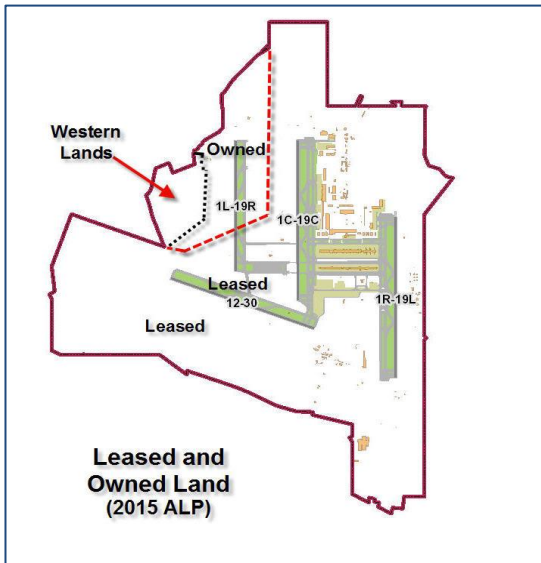 Western
Lands
Owned
1L-19R
1C-19C
Leased
12-30
1R-19L
Leased
Leased and
Owned Land
(2015 ALP)